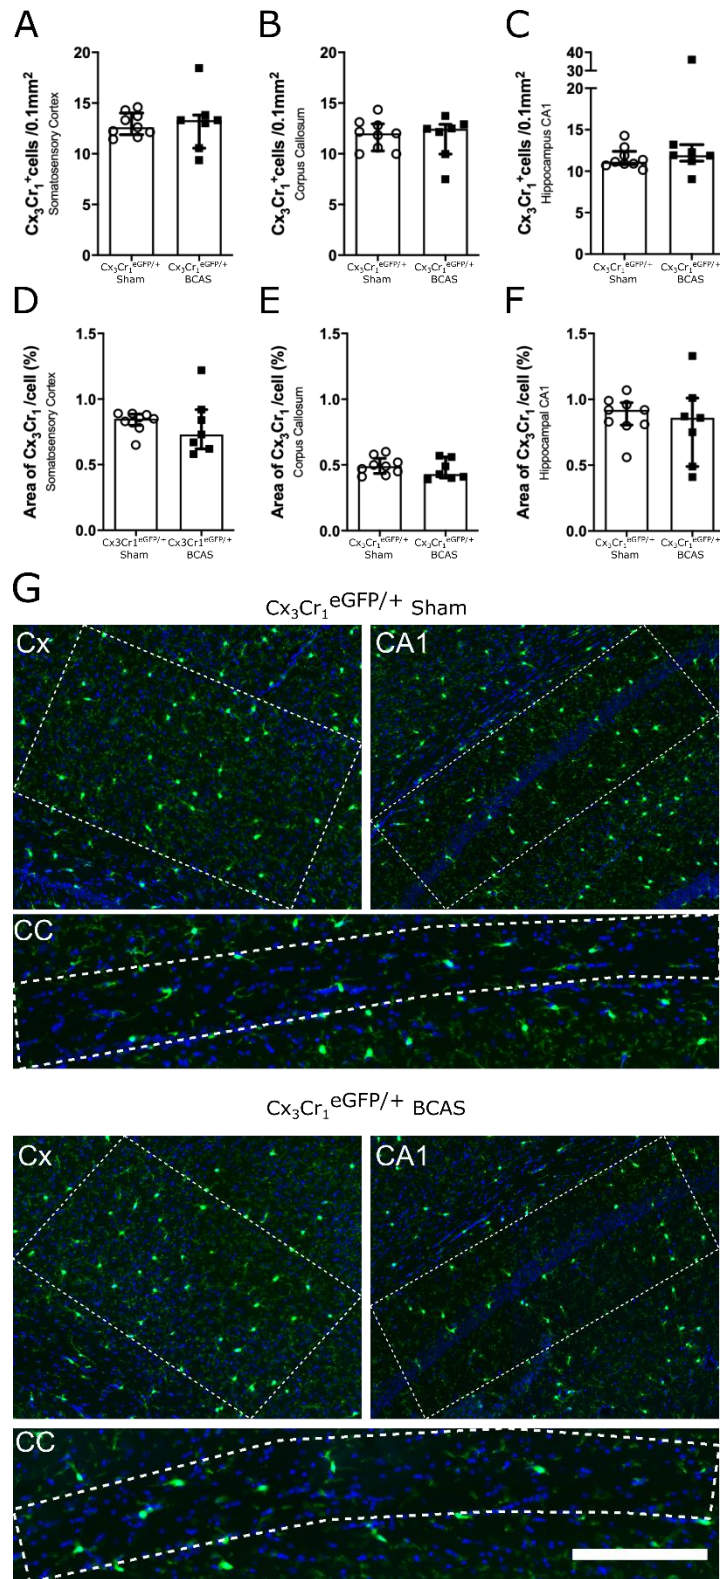 A
B
C
Cx3Cr1+cells /0.1mm2
Somatosensory Cortex
20
15
10
5
0
Cx3Cr1eGFP/+
Sham
Cx3Cr1eGFP/+
BCAS
Cx3Cr1+cells /0.1mm2
Corpus Callosum
20
15
10
5
0
Cx3Cr1eGFP/+
Sham
Cx3Cr1eGFP/+
BCAS
Cx3Cr1+cells /0.1mm2
Hippocampus CA1
40
30
20
15
10
5
0
Cx3Cr1eGFP/+
Sham
Cx3Cr1eGFP/+
BCAS
D
E
F
Area of Cx3Cr1 /cell (%)
Somatosensory Cortex
1.5
1.0
0.5
0.0
Cx3Cr1eGFP/+
Sham
Cx3Cr1eGFP/+
BCAS
Area of Cx3Cr1 /cell (%)
Corpus Callosum
1.5
1.0
0.5
0.0
Cx3Cr1eGFP/+
Sham
Cx3Cr1eGFP/+
BCAS
Area of Cx3Cr1 /cell (%)
Hippocampal CA1
1.5
1.0
0.5
0.0
Cx3Cr1eGFP/+
Sham
Cx3Cr1eGFP/+
BCAS
G
Cx3Cr1eGFP/+ Sham
Cx
CA1
CC
Cx3Cr1eGFP/+ BCAS
Cx
CA1
CC